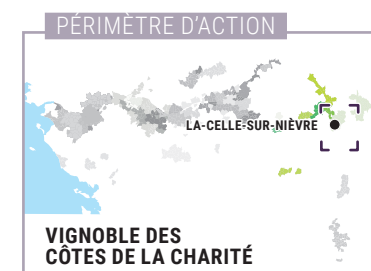 PÉRIMÈTRE D'ACTION
LA-CELLE-SUR-NIÈVRE
VIGNOBLE DES
CÔTES DE LA CHARITÉ